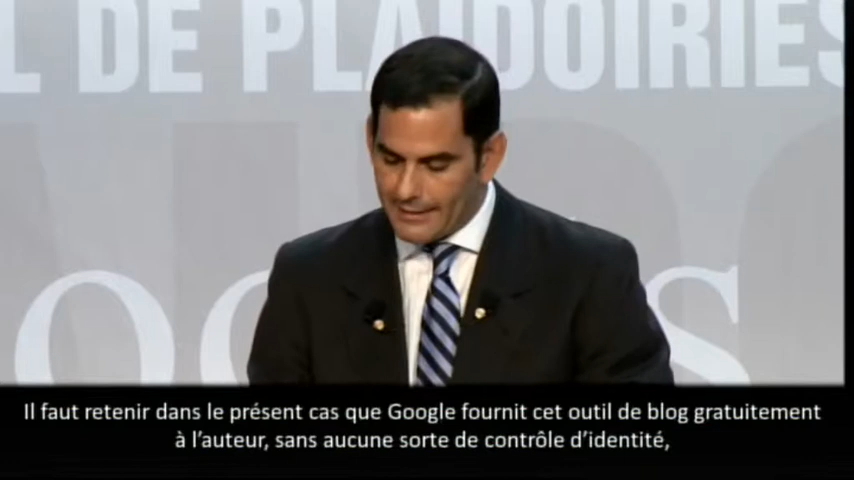 L DE PLAIDOIRIES
Il faut retenir dans le présent cas que Google fournit cet outil de blog gratuitement
à l'auteur, sans aucune sorte de contrôle d'identité,